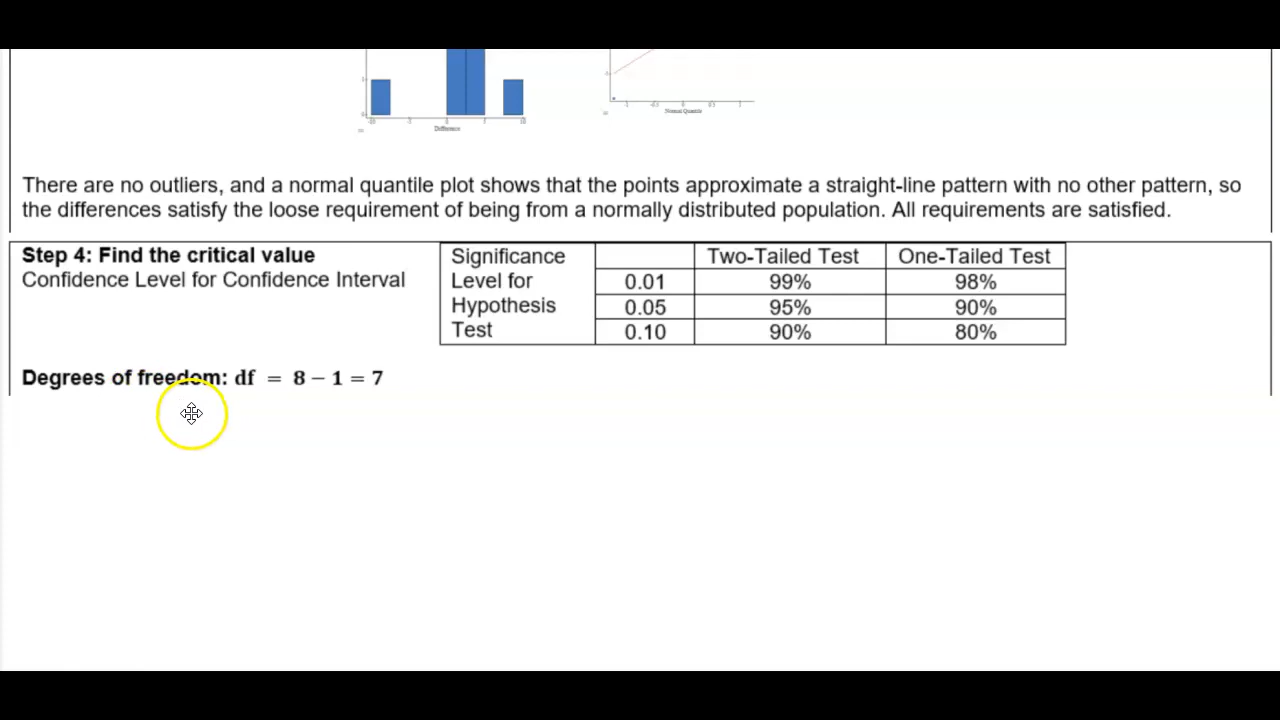 Difference
Normal Quantile
There are no outliers, and a normal quantile plot shows that the points approximate a straight-line pattern with no other pattern, so
the differences satisfy the loose requirement of being from a normally distributed population. All requirements are satisfied.
Step 4: Find the critical value
Confidence Level for Confidence Interval
Significance Level for Hypothesis Test
Two-Tailed Test One-Tailed Test
0.01 99% 98%
0.05 95% 90%
0.10 90% 80%
Degrees of freedom: df = 8 − 1 = 7